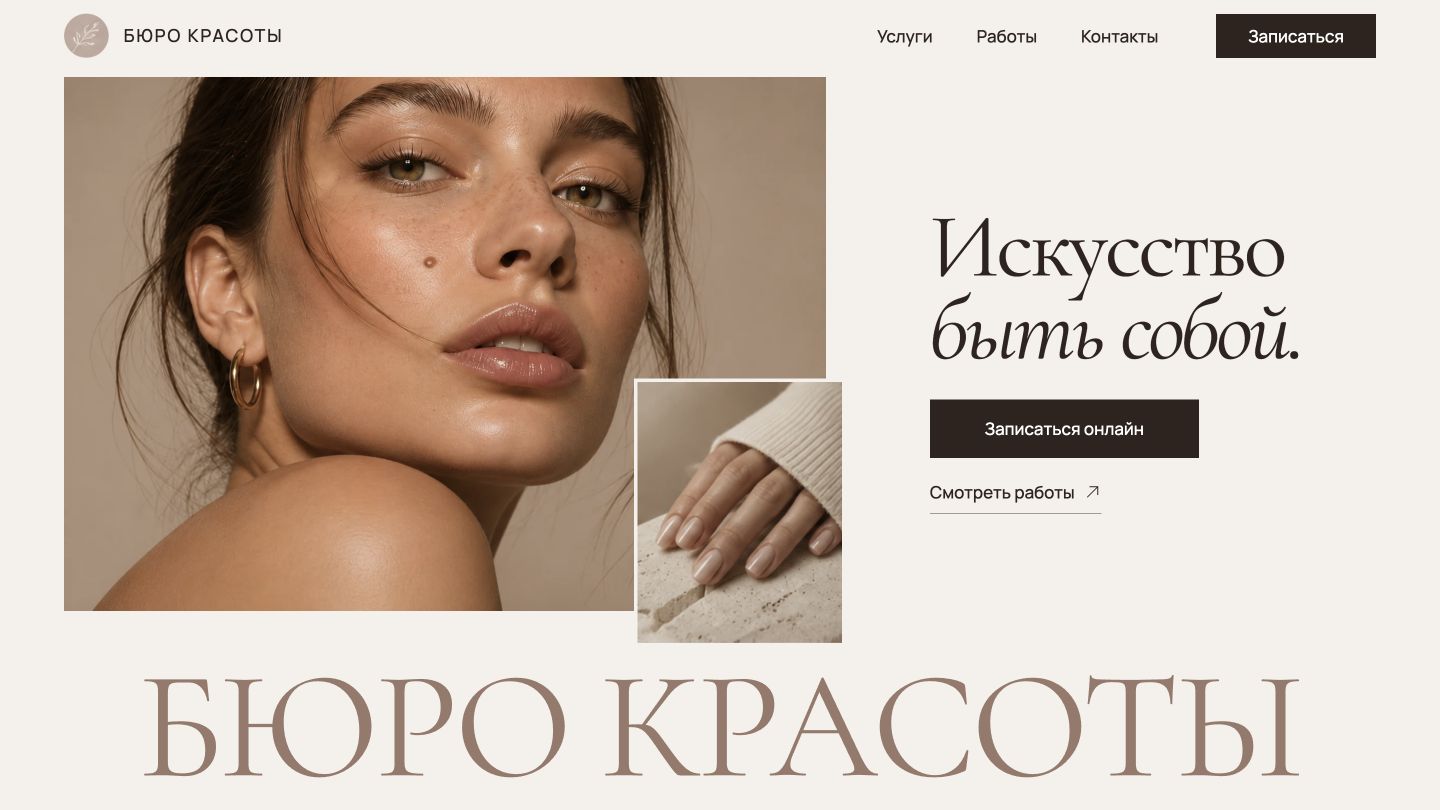 БЮРО КРАСОТЫ
Услуги
Работы
Контакты
Записаться
Искусство
быть собой.
Записаться онлайн
Смотреть работы
БЮРО КРАСОТЫ